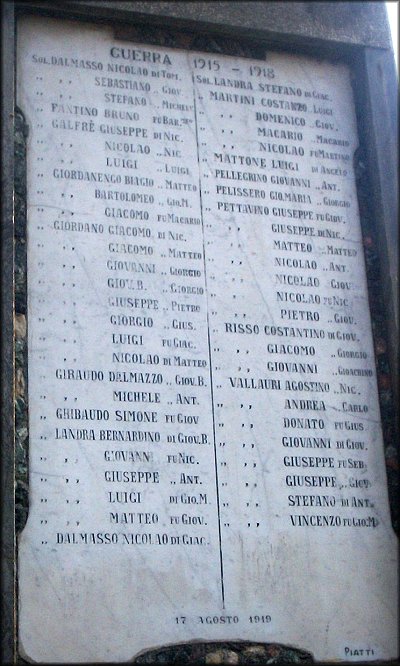 GUERRA 1915 - 1918
SOL. DALMASSO NICOLAO DI TOM.
„ „ SEBASTIANO „ GIOV.
„ „ STEFANO „ MICHEL
„ FANTINO BRUNO FU BAR.
„ GALFRÈ GIUSEPPE DI NIC.
„ „ NICOLAO „ NIC.
„ „ LUIGI „ LUIGI
„ GIORDANENGO BIAGIO „ MATTEO
„ „ BARTOLOMEO „ GIO.M.
„ „ GIACOMO FU MACARIO
„ GIORDANO GIACOMO DI NIC.
„ „ GIACOMO „ MATTEO
„ „ GIOVANNI „ GIORGIO
„ „ GIOV.B. „ GIORGIO
„ „ GIUSEPPE „ PIETRO
„ „ GIORGIO „ GIUS.
„ „ LUIGI FU GIAC.
„ „ NICOLAO DI MATTEO
„ GIRAUDO DALMAZZO „ GIOV.B.
„ „ MICHELE „ ANT.
„ GHIBAUDO SIMONE FU GIOV
„ LANDRA BERNARDINO DI GIOV.B.
„ „ GIOVANNI FU NIC.
„ „ GIUSEPPE „ ANT.
„ „ LUIGI DI GIO.M.
„ „ MATTEO FU GIOV.
„ DALMASSO NICOLAO DI GIAC.
SOL. LANDRA STEFANO DI GIAC.
„ MARTINI COSTANZO LUIGI
„ „ DOMENICO „ GIOV.
„ „ MACARIO „ MACARIO
„ „ NICOLAO FU MARTINO
„ MATTONE LUIGI DI ANGELO
„ PELLEGRINO GIOVANNI „ ANT.
„ PELISSERO GIO.MARIA „ GIORGIO
„ PETTAVINO GIUSEPPE FU GIOV.
„ „ GIUSEPPE DI NIC.
„ „ MATTEO „ MATTEO
„ „ NICOLAO „ ANT.
„ „ NICOLAO „ GIOV.
„ „ NICOLAO FU NIC.
„ „ PIETRO „ GIOV.
„ RISSO COSTANTINO DI GIOV.
„ „ GIACOMO „ GIORGIO
„ „ GIOVANNI „ GIOACHINO
„ VALLAURI AGOSTINO „ NIC.
„ „ ANDREA „ CARLO
„ „ DONATO FU GIUS.
„ „ GIOVANNI DI GIOV.
„ „ GIUSEPPE FU SEB.
„ „ GIUSEPPE „ GIOV.
„ „ STEFANO DI ANT.
„ „ VINCENZO FU GIO.M.
17 AGOSTO 1919
PIATTI